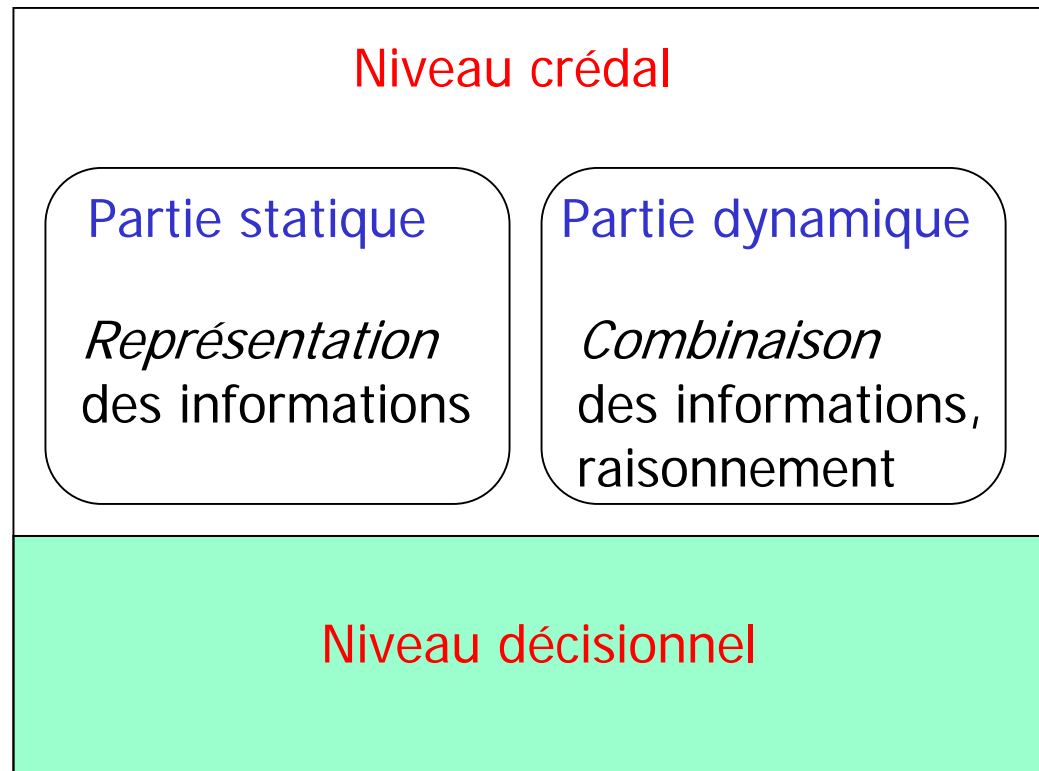 Niveau crédal
Partie statique
Représentation
des informations
Partie dynamique
Combinaison
des informations,
raisonnement
Niveau décisionnel